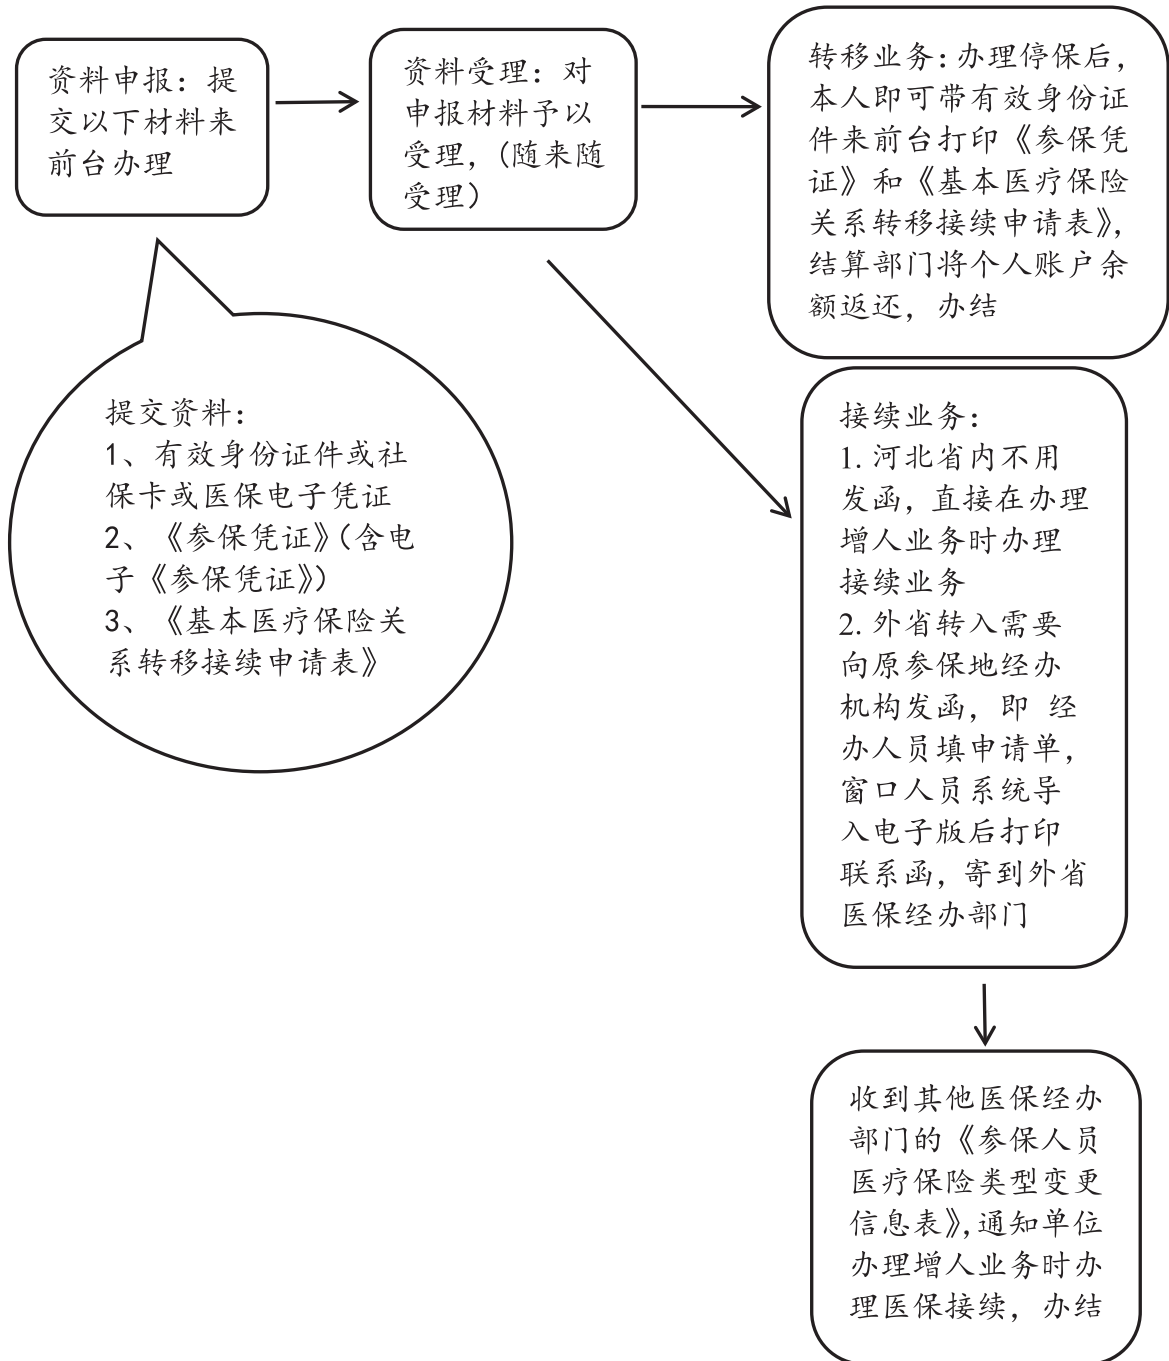 资料申报：提
交以下材料来
前台办理
资料受理：对
申报材料予以
受理，（随来随
受理）
转移业务：办理停保后，
本人即可带有效身份证
件来前台打印《参保凭
证》和《基本医疗保险
关系转移接续申请表》，
结算部门将个人账户余
额返还，办结
提交资料：
1、有效身份证件或社
保卡或医保电子凭证
2、《参保凭证》（含电
子《参保凭证》）
3、《基本医疗保险关
系转移接续申请表》
接续业务：
1. 河北省内不用
发函，直接在办理
增人业务时办理
接续业务
2. 外省转入需要
向原参保地经办
机构发函，即 经
办人员填申请单，
窗口人员系统导
入电子版后打印
联系函，寄到外省
医保经办部门
收到其他医保经办
部门的《参保人员
医疗保险类型变更
信息表》，通知单位
办理增人业务时办
理医保接续，办结